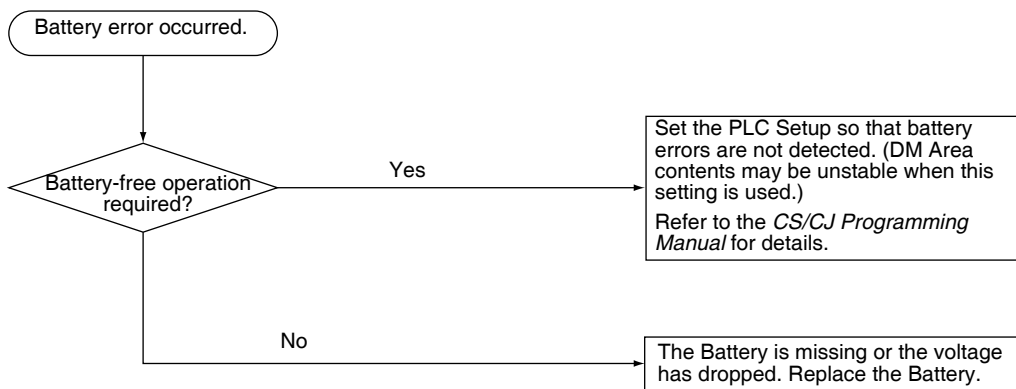 Battery error occurred.
Battery-free operation
required?
Yes
Set the PLC Setup so that battery
errors are not detected. (DM Area
contents may be unstable when this
setting is used.)
Refer to the CS/CJ Programming
Manual for details.
No
The Battery is missing or the voltage
has dropped. Replace the Battery.